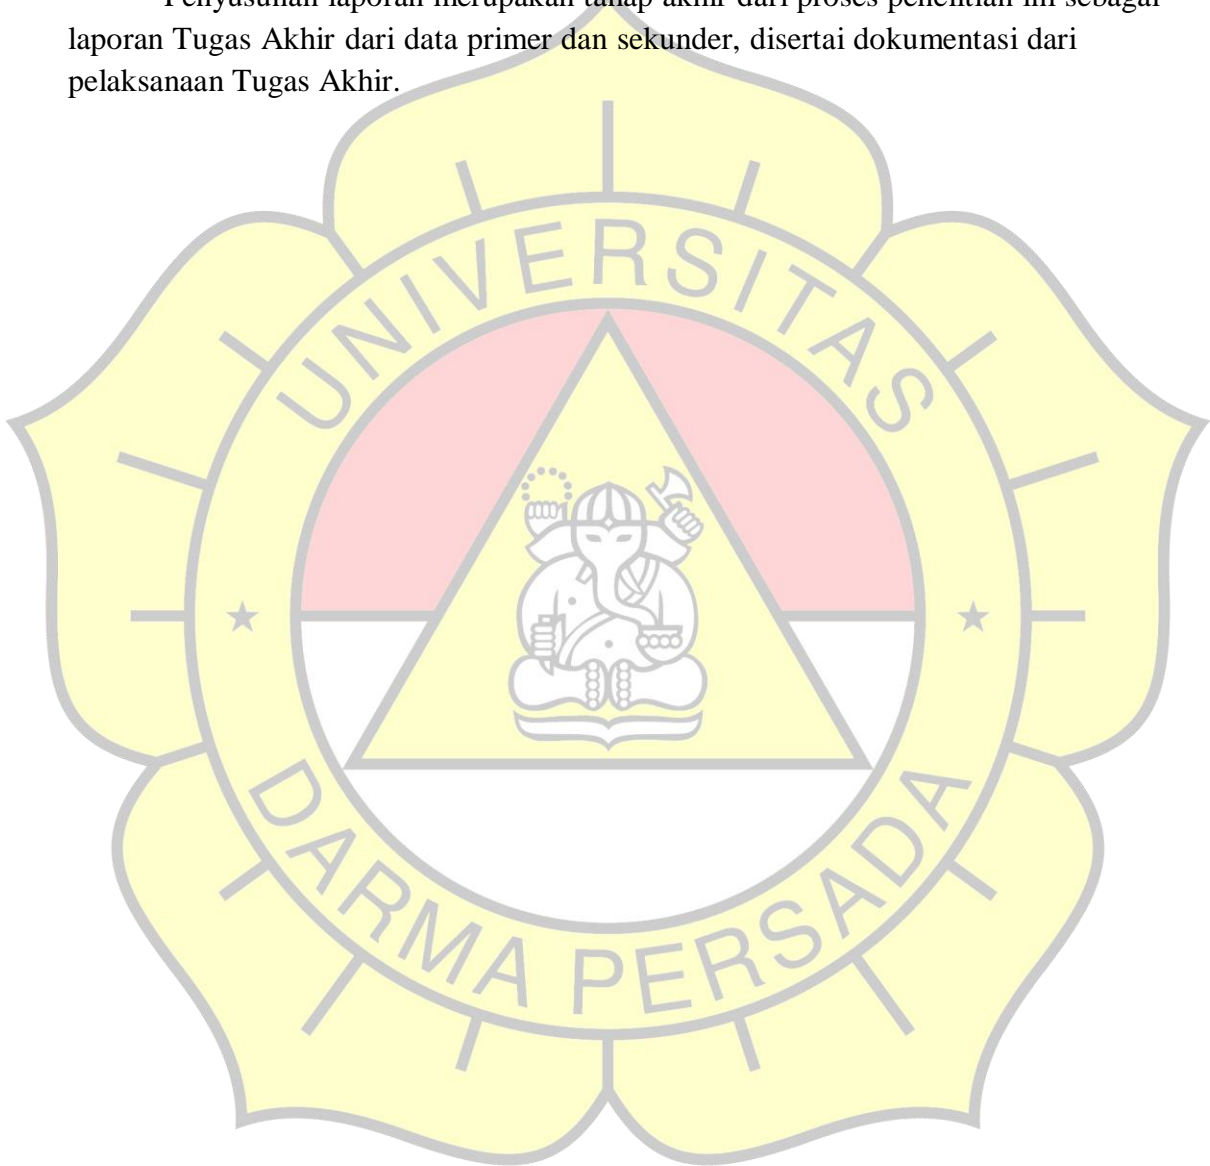 Penyusunan laporan merupakan tahap akhir dari proses penelitian ini sebagai
laporan Tugas Akhir dari data primer dan sekunder, disertai dokumentasi dari
pelaksanaan Tugas Akhir.
UNIVERSITAS
DARMA PERSADA